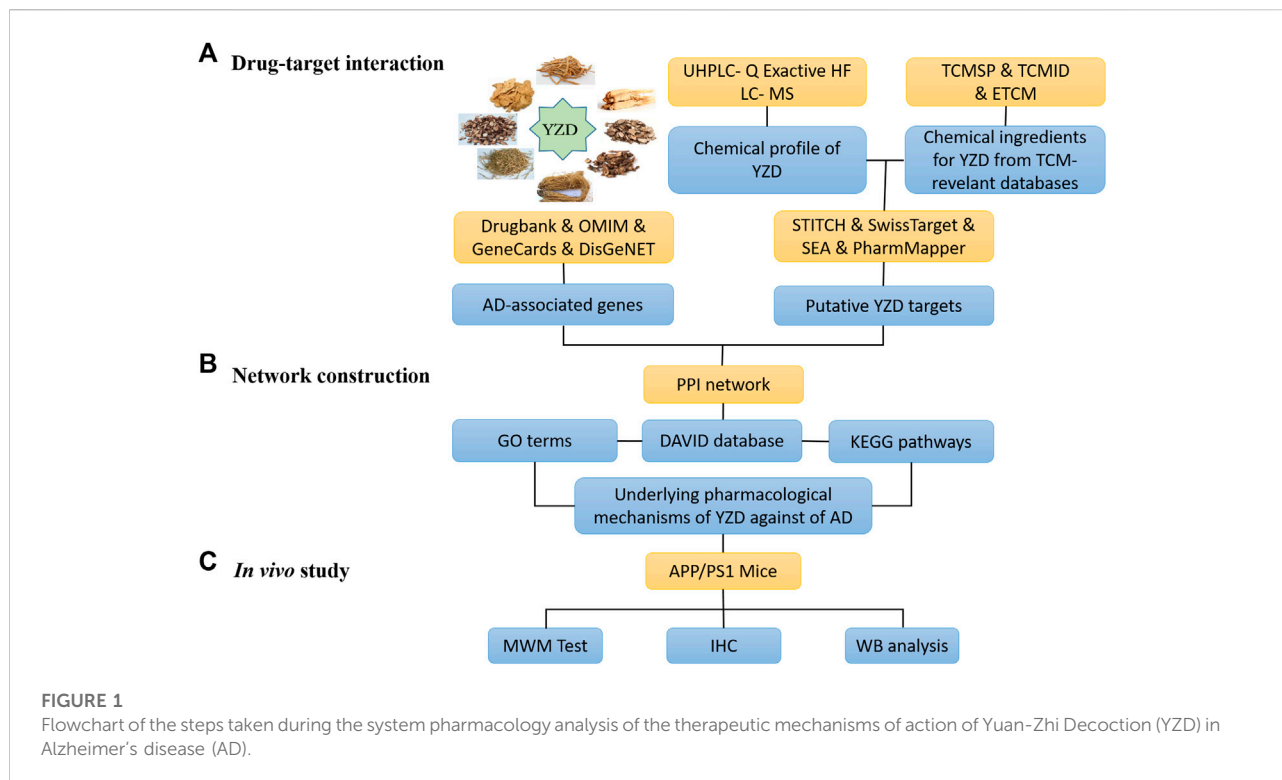 A
Drug-target interaction
YZD
UHPLC- Q Exactive HF
LC- MS
TCMSP & TCMID
& ETCM
Chemical profile of
YZD
Chemical ingredients
for YZD from TCM-
revelant databases
Drugbank & OMIM &
GeneCards & DisGeNET
STITCH & SwissTarget &
SEA & PharmMapper
AD-associated genes
Putative YZD targets
B
Network construction
PPI network
GO terms
DAVID database
KEGG pathways
Underlying pharmacological
mechanisms of YZD against of AD
C
In vivo study
APP/PS1 Mice
MWM Test
IHC
WB analysis
FIGURE 1
Flowchart of the steps taken during the system pharmacology analysis of the therapeutic mechanisms of action of Yuan-Zhi Decoction (YZD) in
Alzheimer's disease (AD).